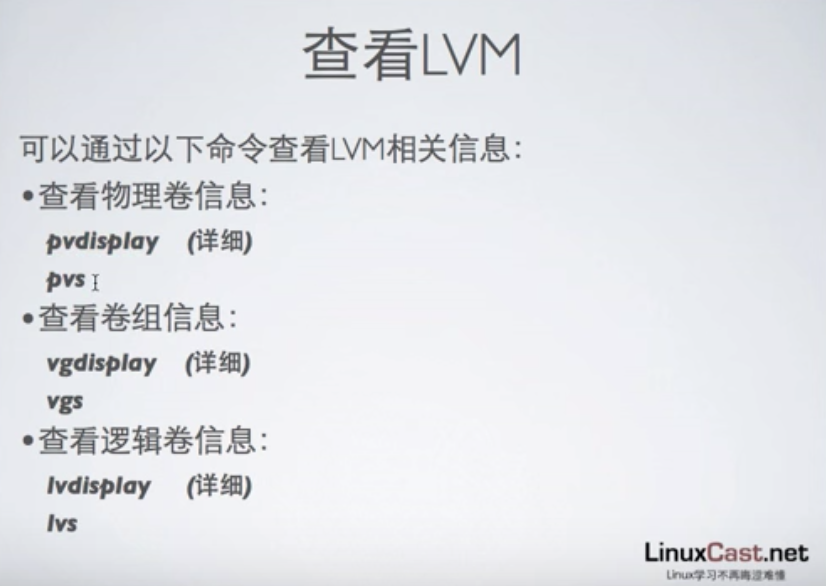 查看LVM
可以通过以下命令查看LVM相关信息：
•查看物理卷信息：
pvdisplay (详细)
pvs
•查看卷组信息：
vgdisplay (详细)
vgs
•查看逻辑卷信息：
lvdisplay (详细)
lvs
LinuxCast.net
Linux学习不再晦涩难懂